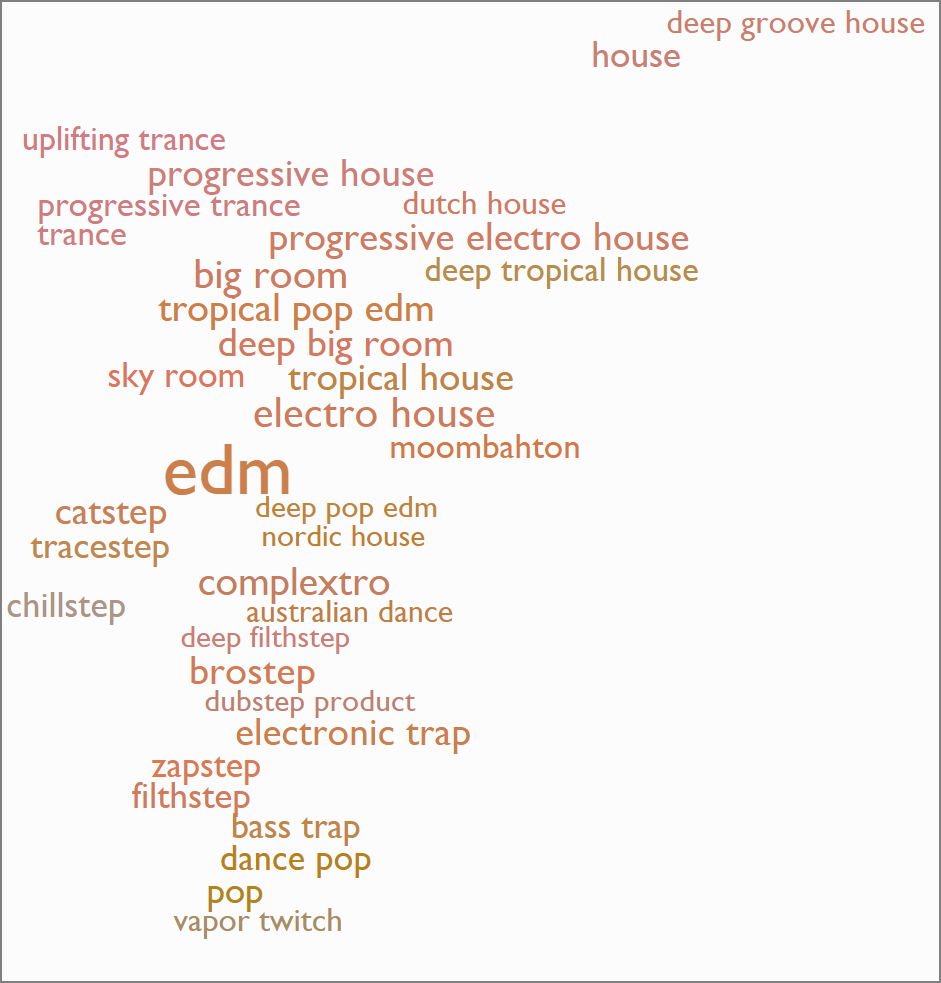 deep groove house
house
uplifting trance
progressive house
progressive trance
dutch house
trance
progressive electro house
big room
deep tropical house
tropical pop edm
deep big room
sky room
tropical house
electro house
moombahton
edm
catstep
deep pop edm
tracestep
nordic house
complextro
chillstep
australian dance
deep filthstep
brostep
dubstep product
electronic trap
zapstep
filthstep
bass trap
dance pop
pop
vapor twitch